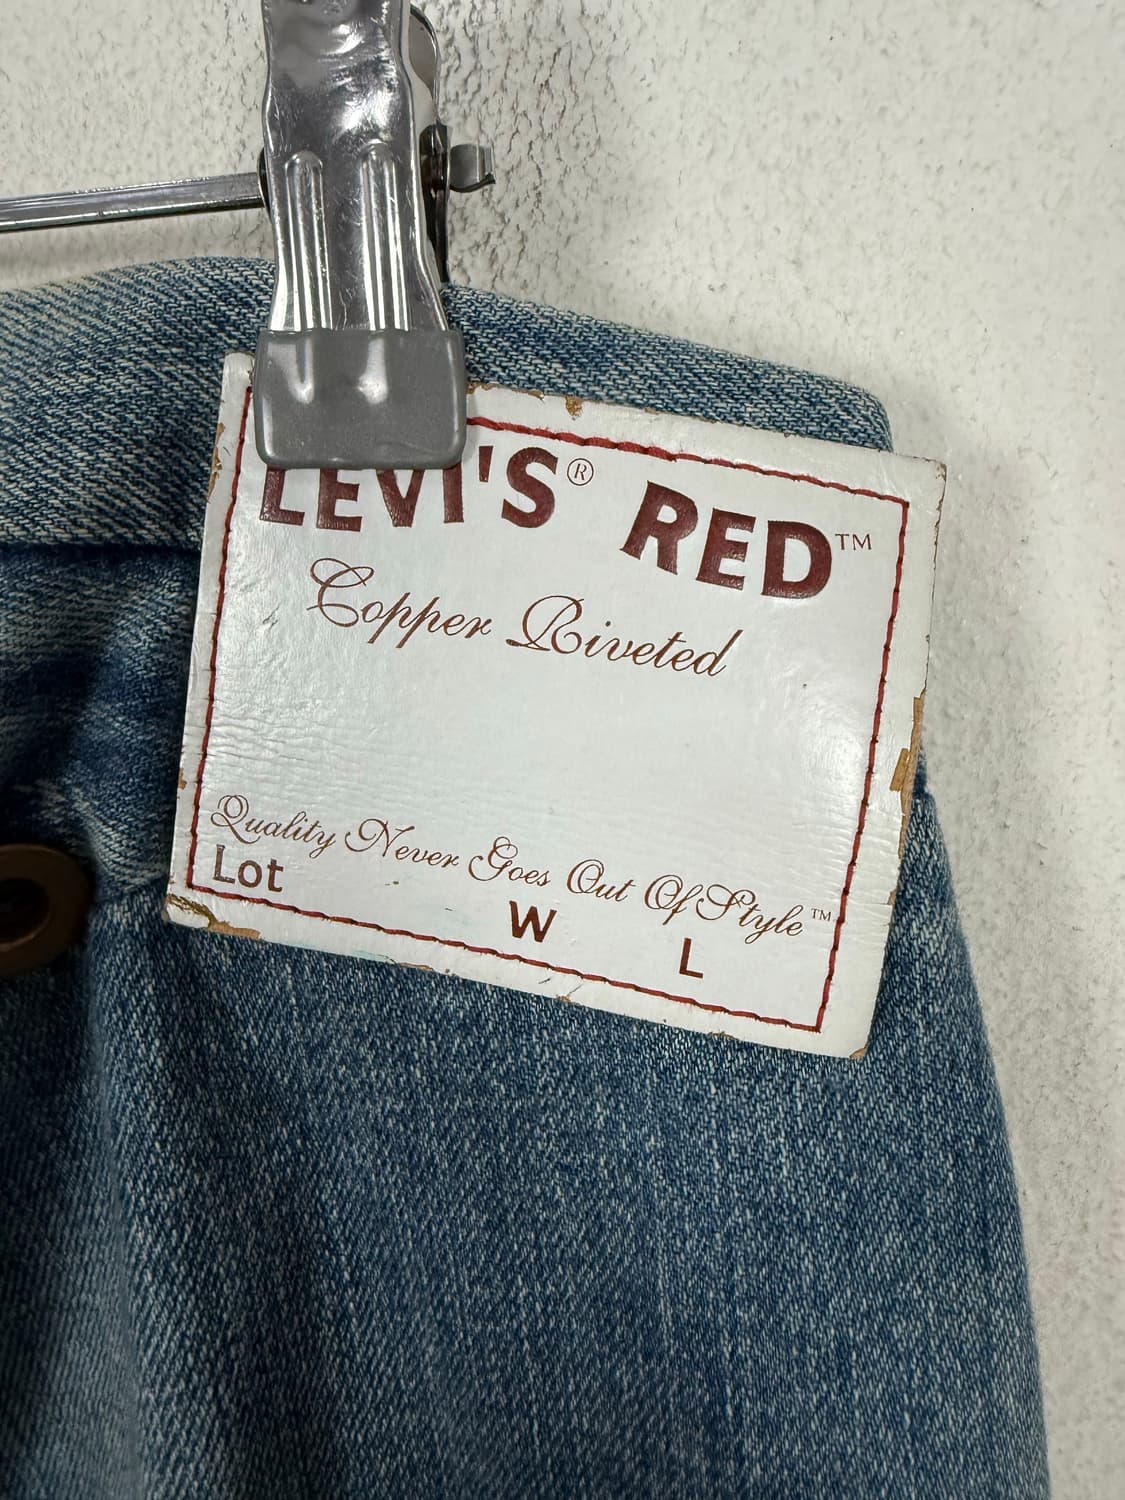 LEVI'S® RED™
Copper Riveted
Quality Never Goes Out Of Style™
Lot W L